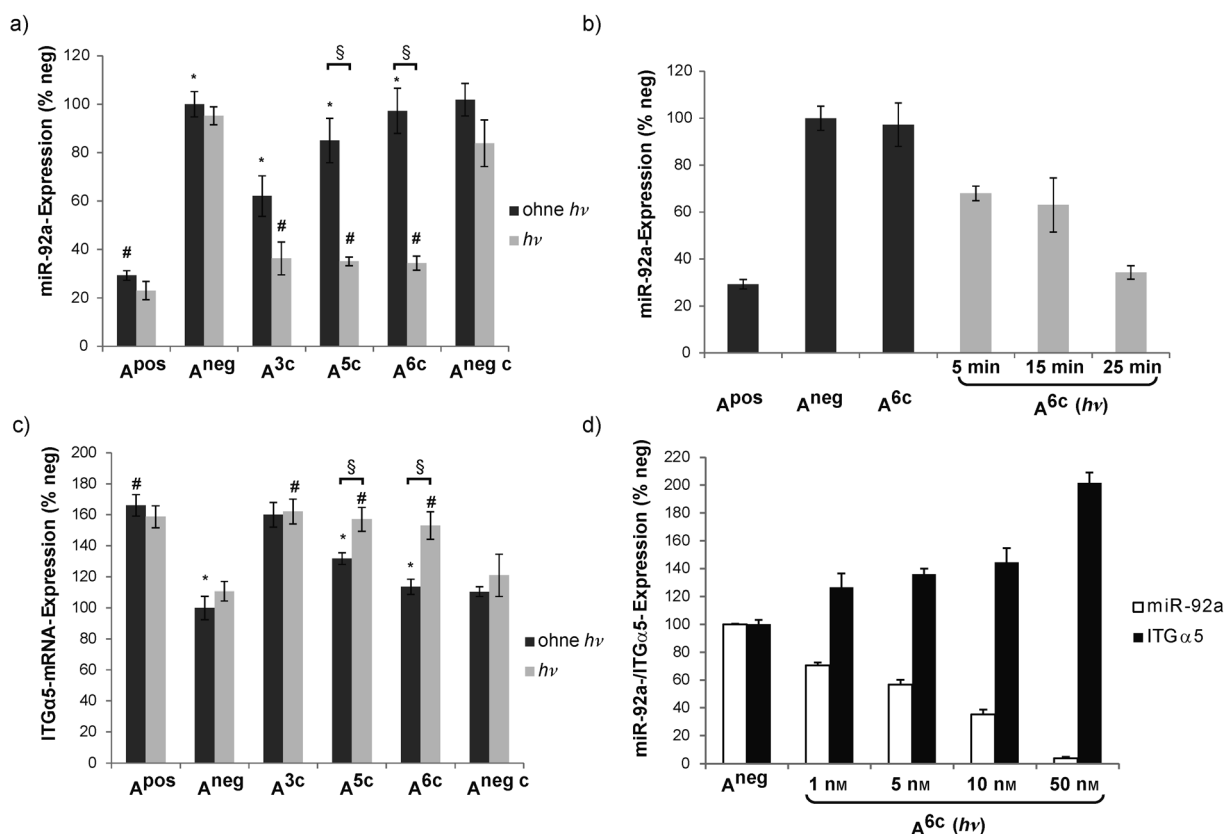 a)
miR-92a-Expression (% neg)
120
100
80
60
40
20
0
# * * # * § # * § #
Apos Aneg A3c A5c A6c Aneg c
ohne hν
hν
b)
miR-92a-Expression (% neg)
120
100
80
60
40
20
0
5 min 15 min 25 min
Apos Aneg A6c A6c (hν)
c)
ITGα5-mRNA-Expression (% neg)
200
180
160
140
120
100
80
60
40
20
0
# * # * § # * § #
Apos Aneg A3c A5c A6c Aneg c
ohne hν
hν
d)
miR-92a-/ITGα5-Expression (% neg)
220
200
180
160
140
120
100
80
60
40
20
0
miR-92a
ITGα5
Aneg 1 nM 5 nM 10 nM 50 nM
A6c (hν)